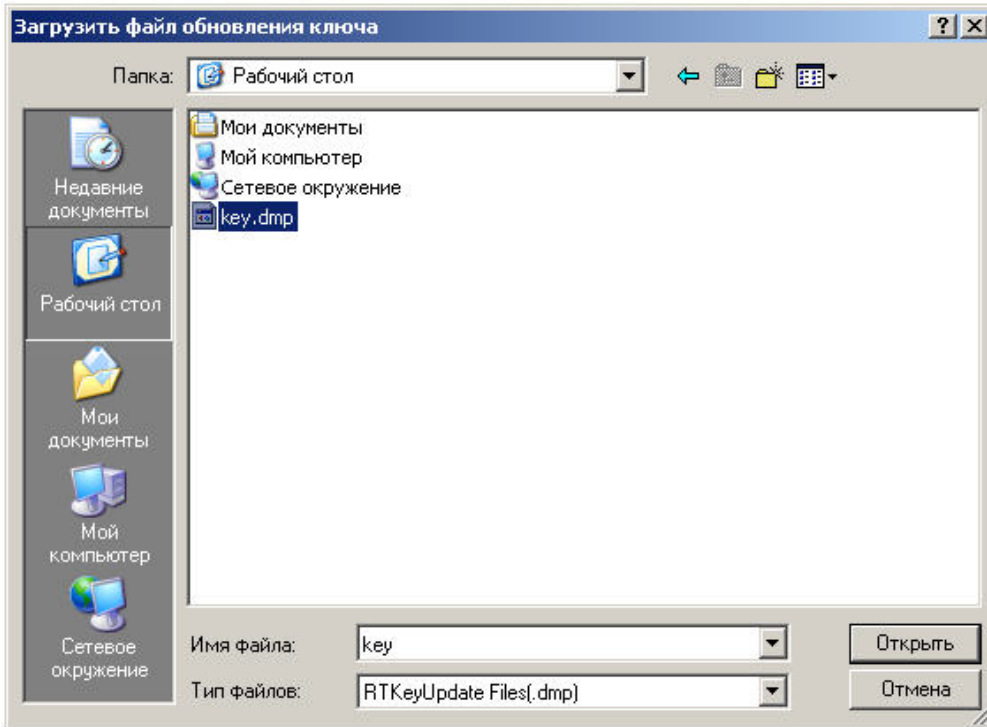 Загрузить файл обновления ключа
Папка:
Рабочий стол
Недавние
документы
Рабочий стол
Мои
документы
Мой
компьютер
Сетевое
окружение
Мои документы
Мой компьютер
Сетевое окружение
key.dmp
Имя файла:
key
Открыть
Тип файлов:
RTKeyUpdate Files(.dmp)
Отмена